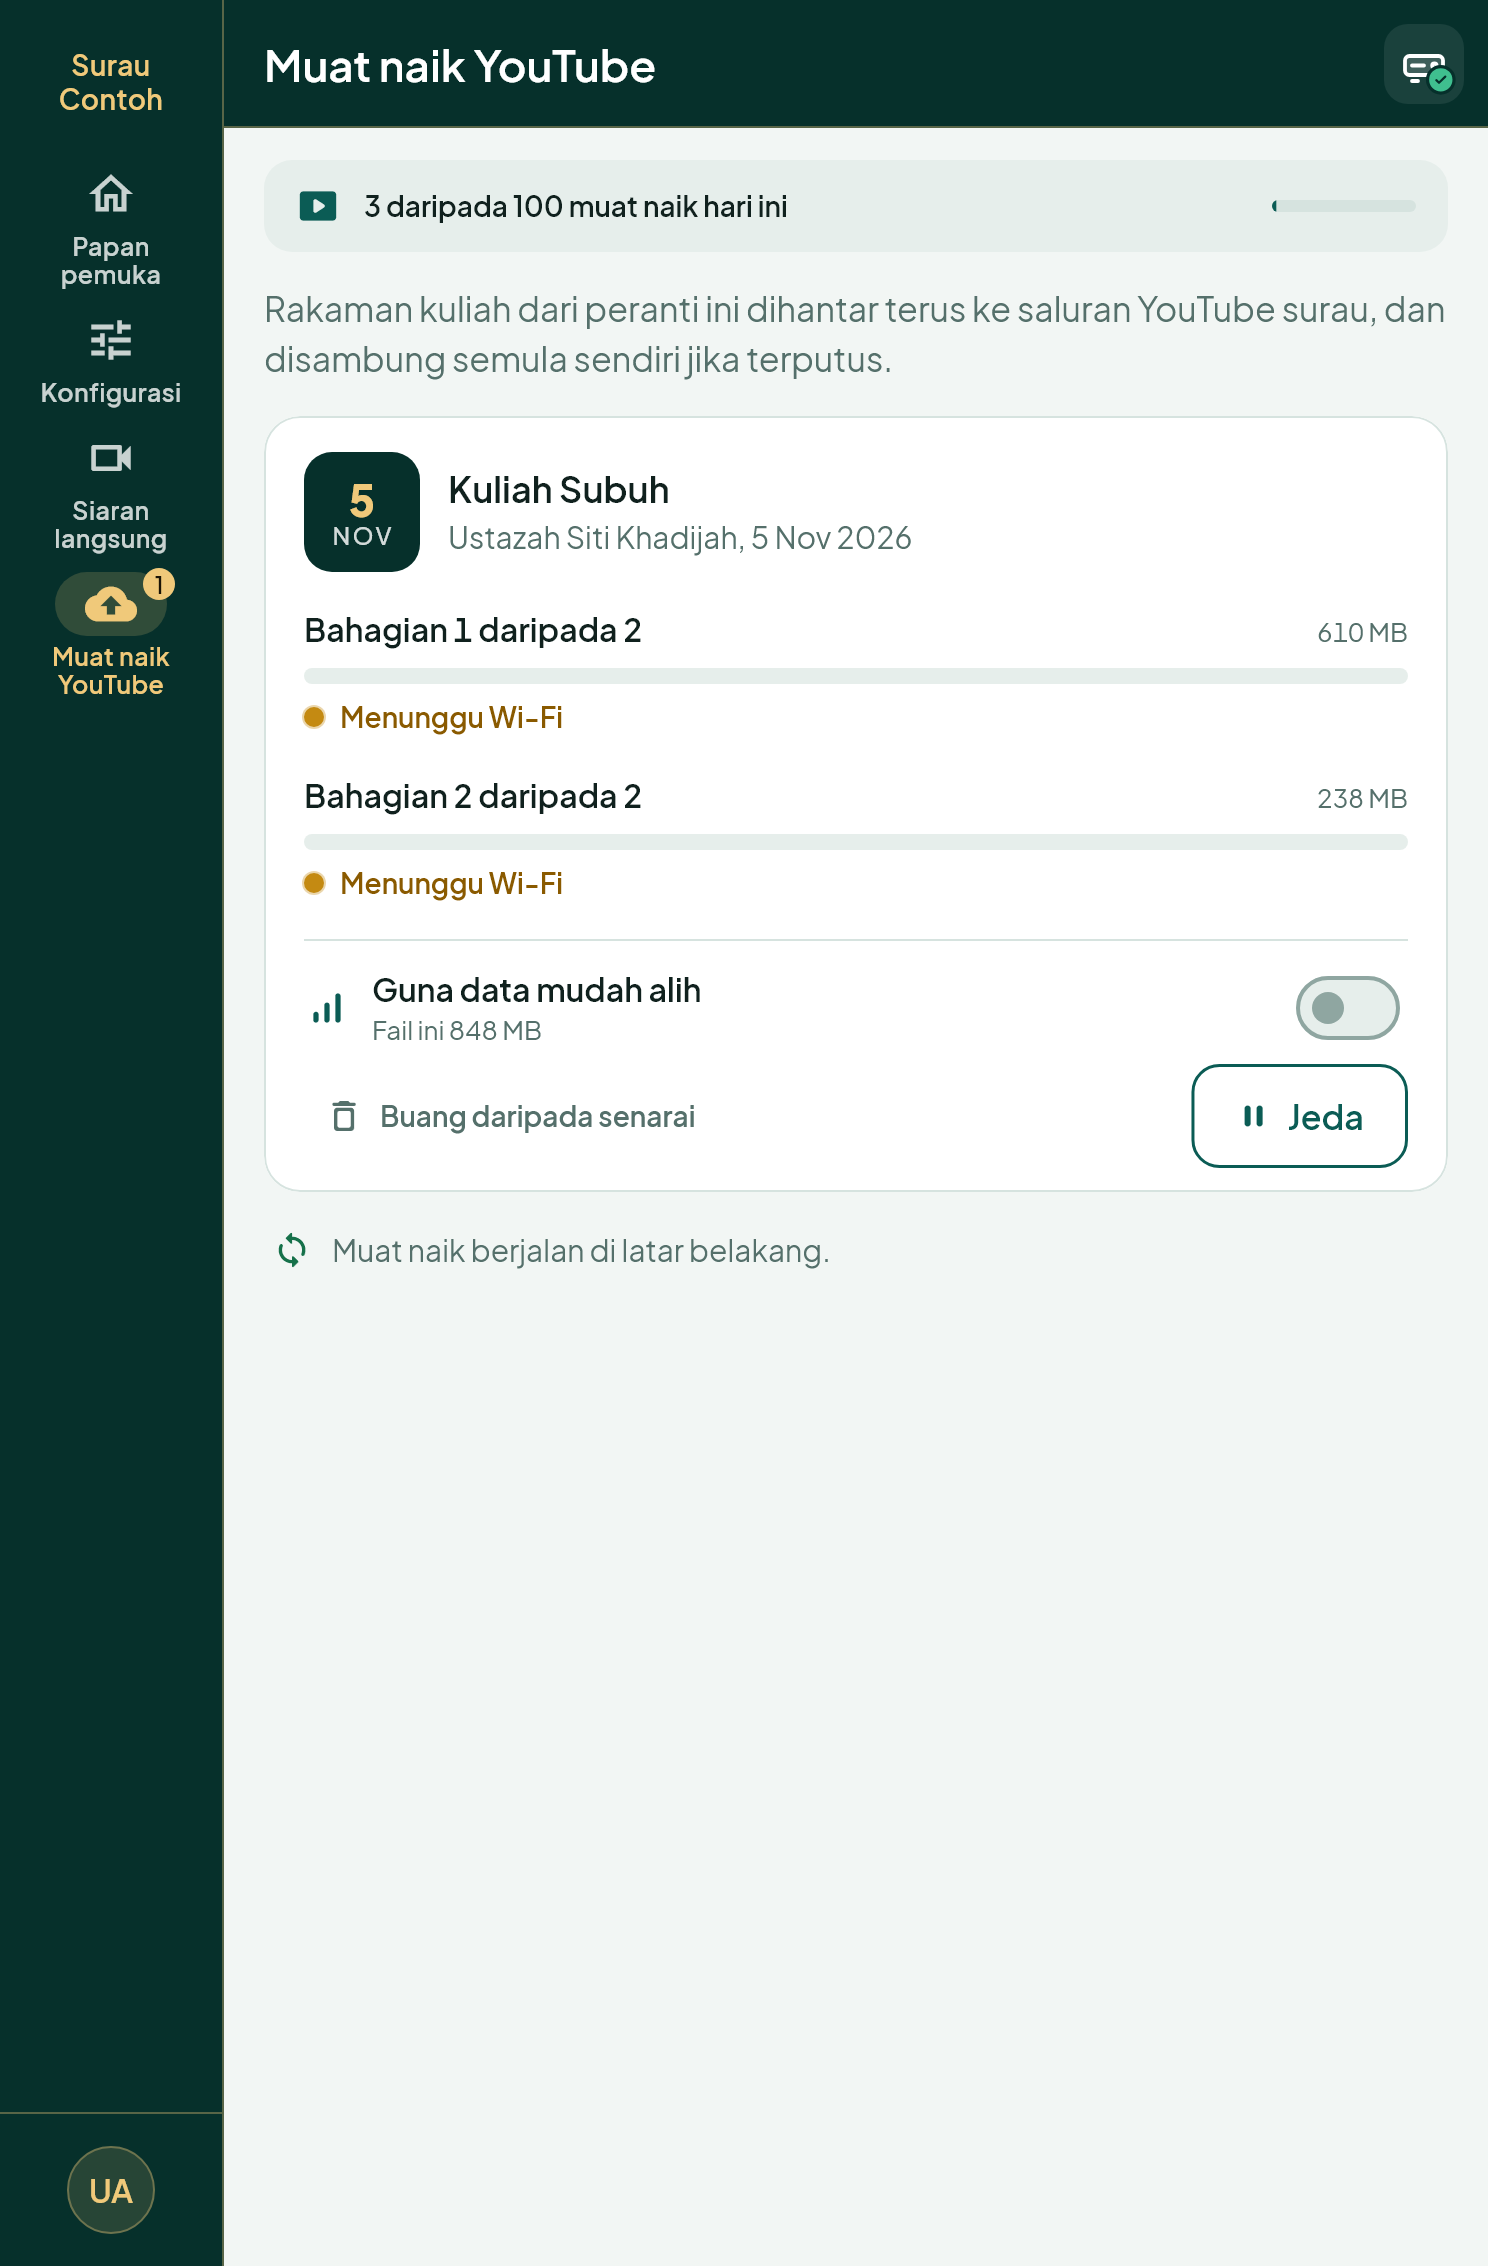 Surau
Contoh
Papan
pemuka
Konfigurasi
Siaran
langsung
1
Muat naik
YouTube
UA
Muat naik YouTube
3 daripada 100 muat naik hari ini
Rakaman kuliah dari peranti ini dihantar terus ke saluran YouTube surau, dan
disambung semula sendiri jika terputus.
5
NOV
Kuliah Subuh
Ustazah Siti Khadijah, 5 Nov 2026
Bahagian 1 daripada 2
610 MB
Menunggu Wi-Fi
Bahagian 2 daripada 2
238 MB
Menunggu Wi-Fi
Guna data mudah alih
Fail ini 848 MB
Buang daripada senarai
Jeda
Muat naik berjalan di latar belakang.